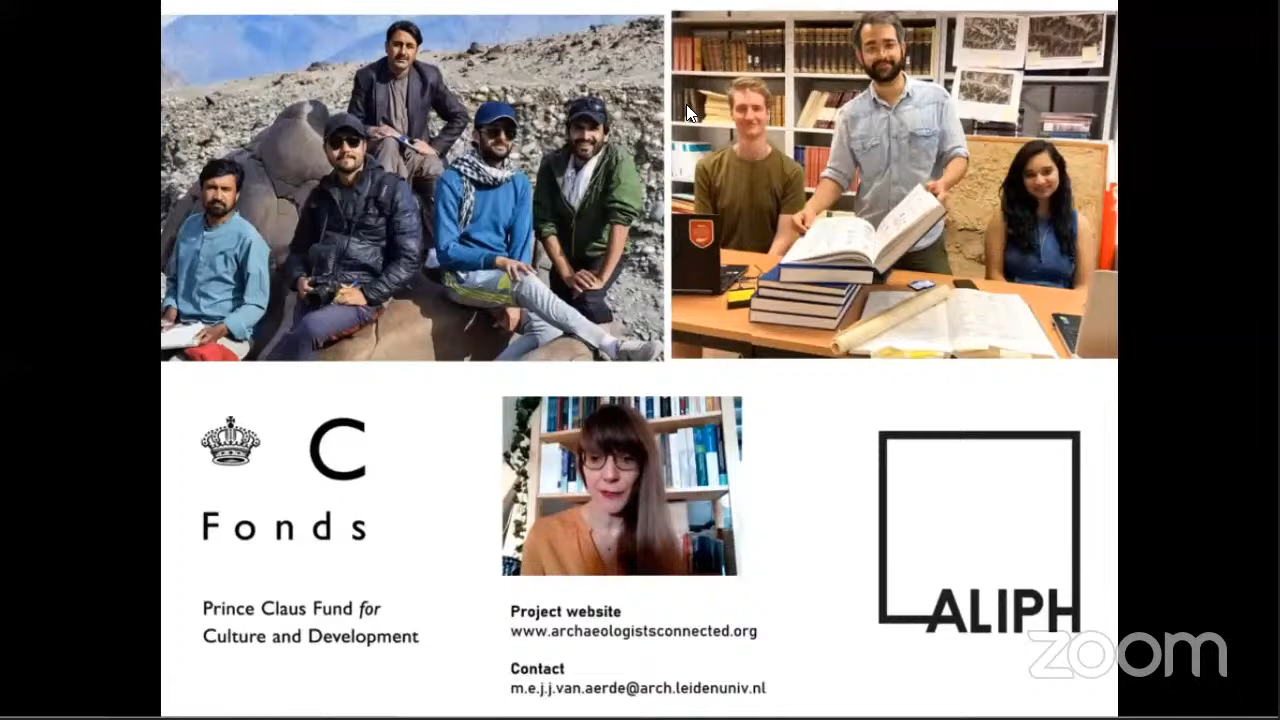 C
Fonds
Prince Claus Fund for
Culture and Development
Project website
www.archaeologistsconnected.org
Contact
m.e.j.j.van.aerde@arch.leidenuniv.nl
ALIPH
zoom